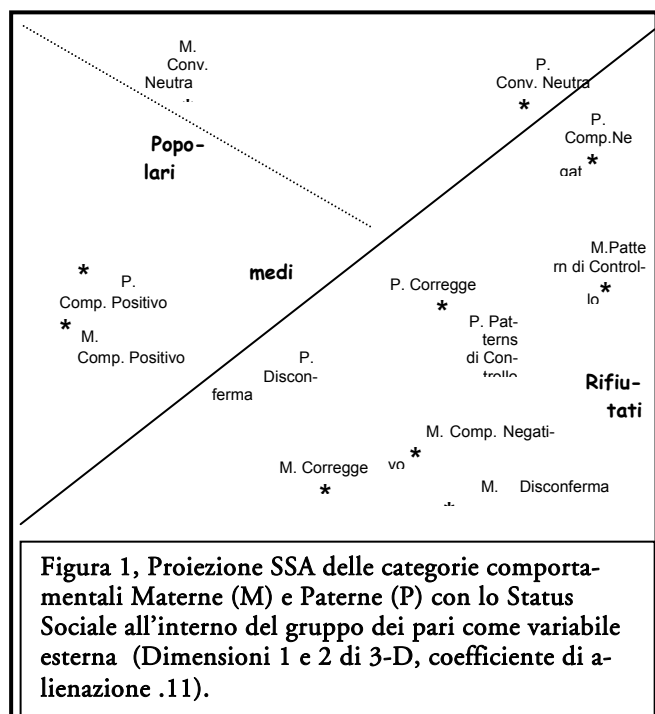 M.
Conv.
Neutra
*
P.
Conv. Neutra
*
P.
Comp.Ne
gat
*
Popo-
lari
M.Patte
rn di Control-
lo
*
medi
*
P.
Comp. Positivo
*
M.
Comp. Positivo
P. Corregge
*
P. Pat-
terns
di Con-
trollo
P.
Discon-
ferma
Rifiu-
tati
M. Comp. Negati-
vo
*
M. Corregge
*
M. Disconferma
*
Figura 1, Proiezione SSA delle categorie comporta-
mentali Materne (M) e Paterne (P) con lo Status
Sociale all'interno del gruppo dei pari come variabile
esterna (Dimensioni 1 e 2 di 3-D, coefficiente di a-
lienazione .11).